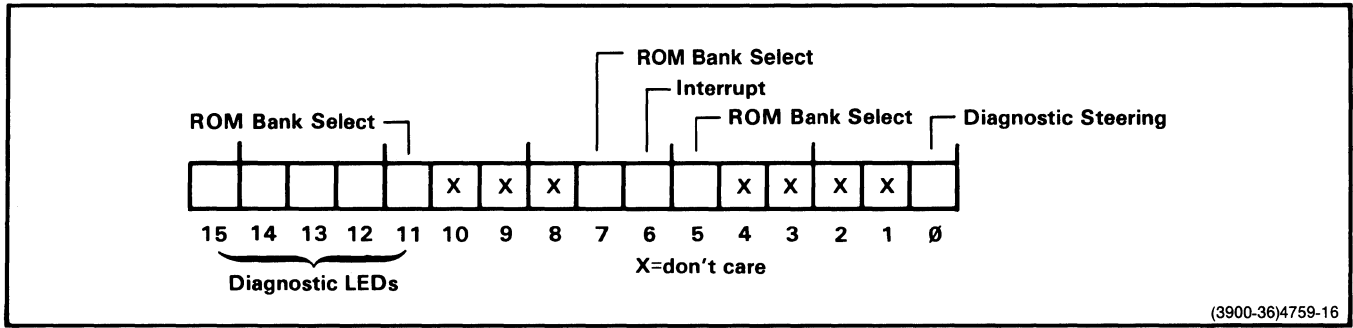 ROM Bank Select
Interrupt
ROM Bank Select ROM Bank Select Diagnostic Steering
X X X X X X X
15 14 13 12 11 10 9 8 7 6 5 4 3 2 1 Ø
X=don't care
Diagnostic LEDs
(3900-36)4759-16